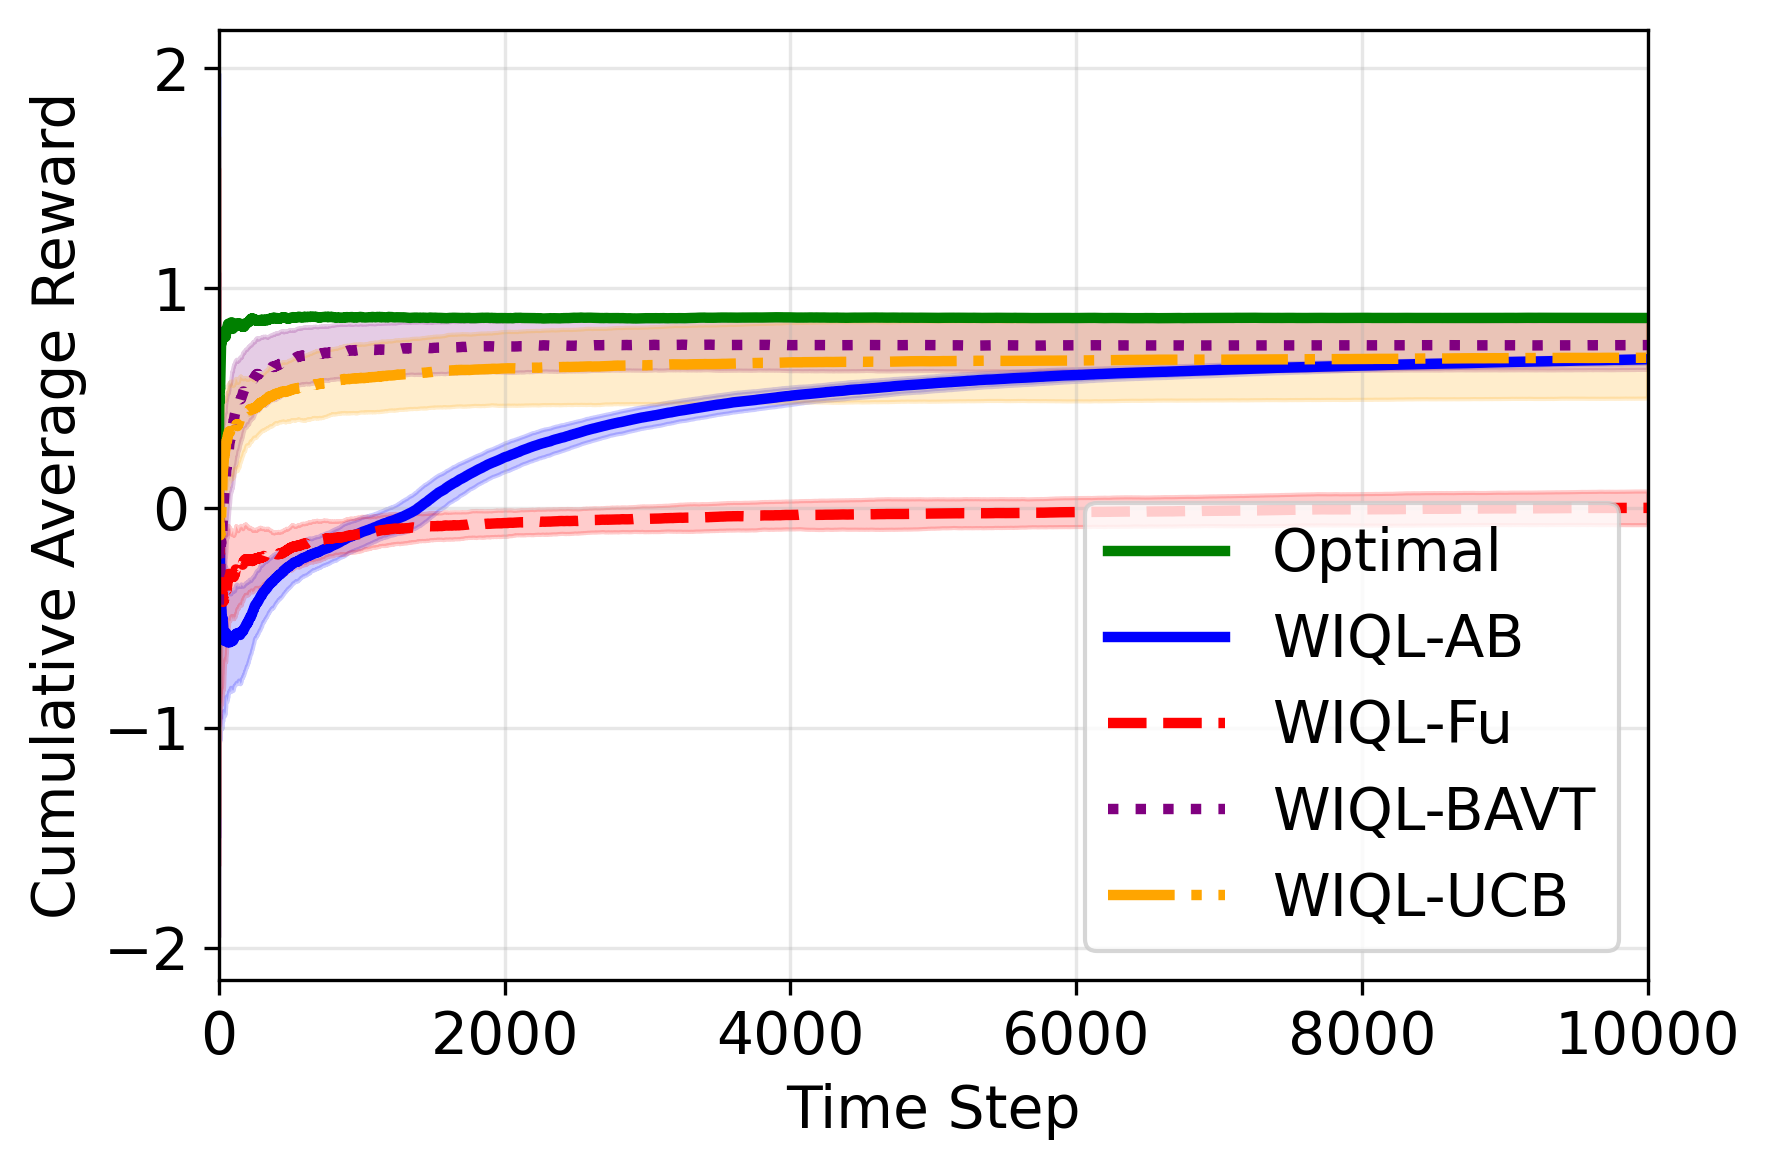 Cumulative Average Reward
2
1
0
−1
−2
Optimal
WIQL-AB
WIQL-Fu
WIQL-BAVT
WIQL-UCB
0 2000 4000 6000 8000 10000
Time Step